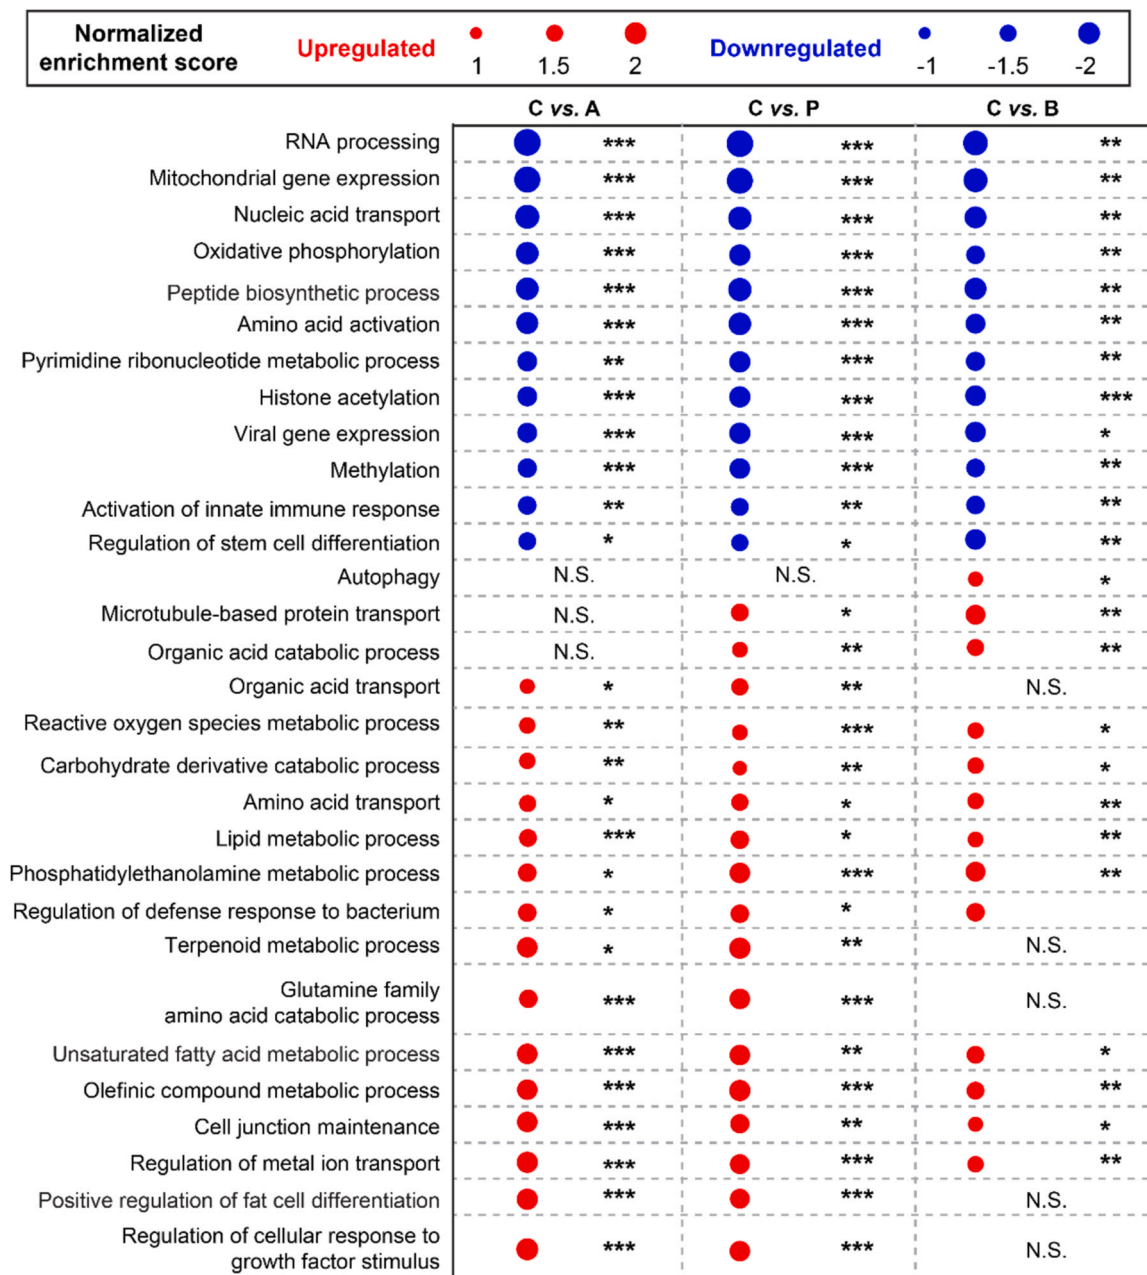 Normalized enrichment score Upregulated 1 1.5 2 Downregulated -1 -1.5 -2
C vs. A C vs. P C vs. B
RNA processing *** *** **
Mitochondrial gene expression *** *** **
Nucleic acid transport *** *** **
Oxidative phosphorylation *** *** **
Peptide biosynthetic process *** *** **
Amino acid activation *** *** **
Pyrimidine ribonucleotide metabolic process ** *** **
Histone acetylation *** *** ***
Viral gene expression *** *** *
Methylation *** *** **
Activation of innate immune response ** ** **
Regulation of stem cell differentiation * * **
Autophagy N.S. N.S. *
Microtubule-based protein transport N.S. * **
Organic acid catabolic process N.S. ** **
Organic acid transport * ** N.S.
Reactive oxygen species metabolic process ** *** *
Carbohydrate derivative catabolic process ** ** *
Amino acid transport * * **
Lipid metabolic process *** * **
Phosphatidylethanolamine metabolic process * *** **
Regulation of defense response to bacterium * *
Terpenoid metabolic process * ** N.S.
Glutamine family
amino acid catabolic process *** *** N.S.
Unsaturated fatty acid metabolic process *** ** *
Olefinic compound metabolic process *** *** **
Cell junction maintenance *** ** *
Regulation of metal ion transport *** *** **
Positive regulation of fat cell differentiation *** *** N.S.
Regulation of cellular response to
growth factor stimulus *** *** N.S.